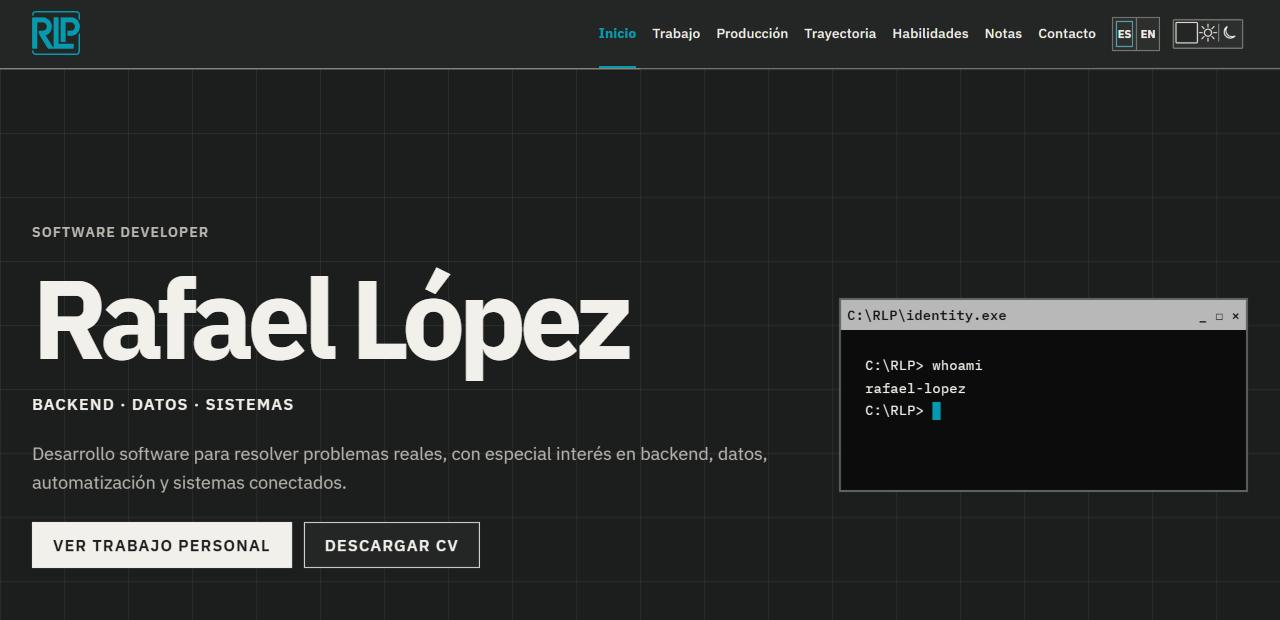 RLP
Inicio Trabajo Producción Trayectoria Habilidades Notas Contacto ES EN
SOFTWARE DEVELOPER
Rafael López
BACKEND · DATOS · SISTEMAS
Desarrollo software para resolver problemas reales, con especial interés en backend, datos,
automatización y sistemas conectados.
VER TRABAJO PERSONAL DESCARGAR CV
C:\RLP\identity.exe
C:\RLP> whoami
rafael-lopez
C:\RLP>